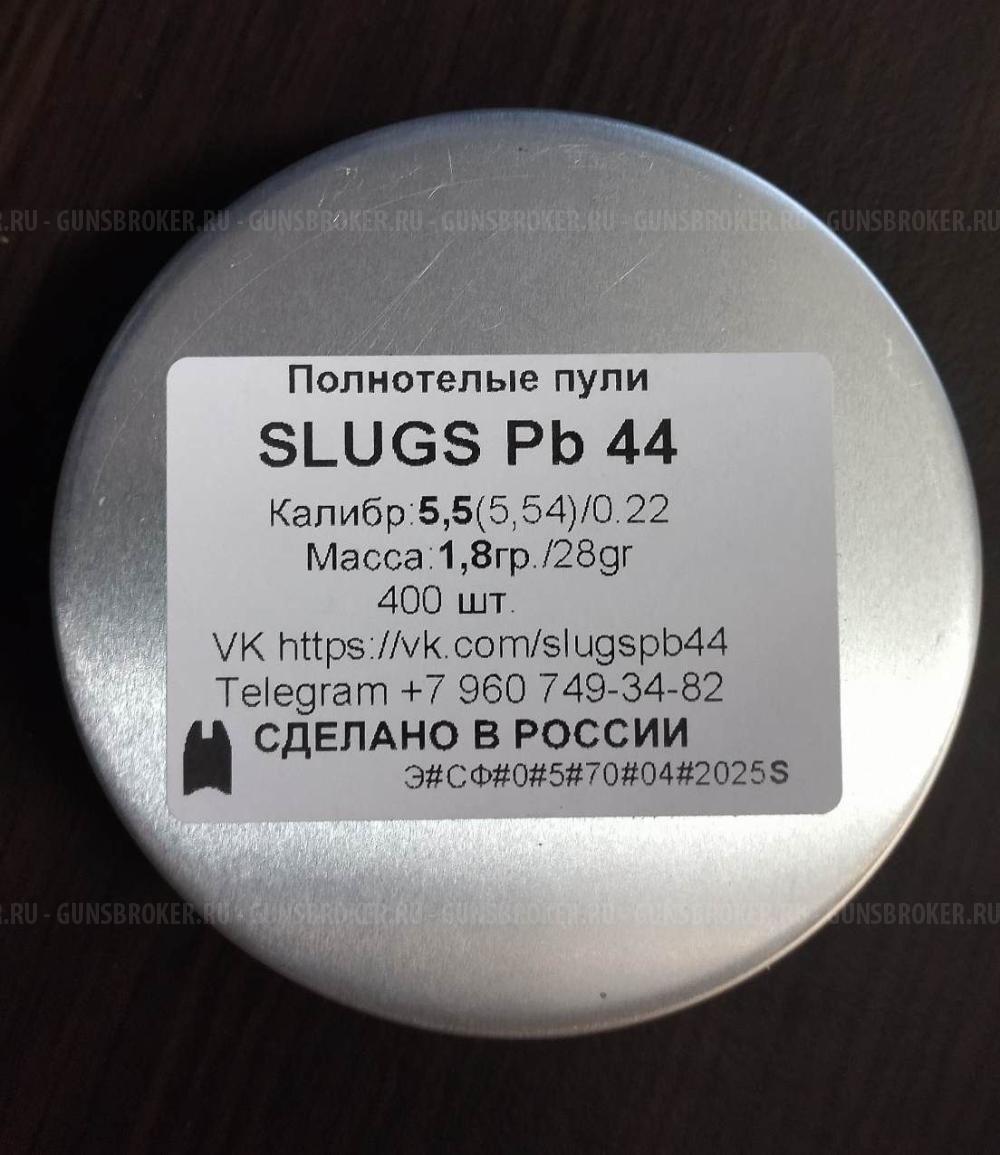 .RU - GUNSBROKER.RU - GUNSBROKER.RU - GUNSBROKER.RU - GUNSBROKER.RU - GUNSBROKER.RU
Полнотелые пули
SLUGS Pb 44
Калибр:5,5(5,54)/0.22
Масса:1,8гр./28gr
400 шт.
VK https://vk.com/slugspb44
Telegram +7 960 749-34-82
СДЕЛАНО В РОССИИ
Э#СФ#0#5#70#04#2025S
.RU - GUNSBROKER.RU - GUNSBROKER.RU - GUNSBROKER.RU - GUNSBROKER.RU - GUNSBROKER.RU